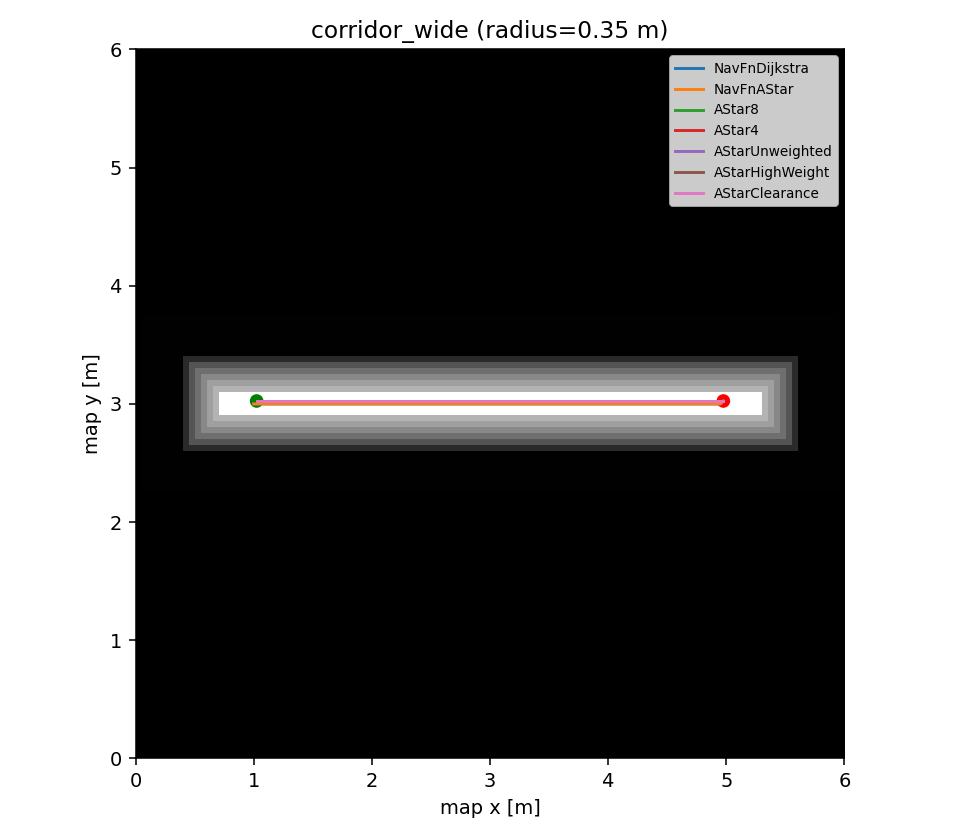 corridor_wide (radius=0.35 m)
NavFnDijkstra
NavFnAStar
AStar8
AStar4
AStarUnweighted
AStarHighWeight
AStarClearance
6
5
4
3
2
1
0
map y [m]
0 1 2 3 4 5 6
map x [m]